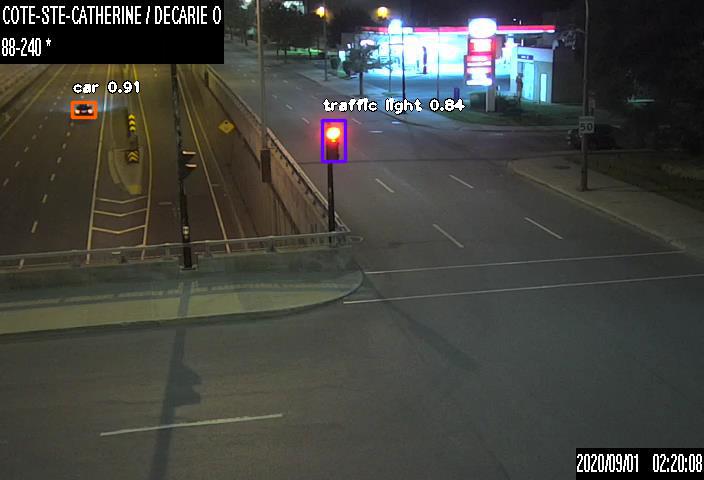 COTE-STE-CATHERINE / DECARIE O
88-240 *
car 0.91
traffic light 0.84
50
2020/09/01 02:20:08